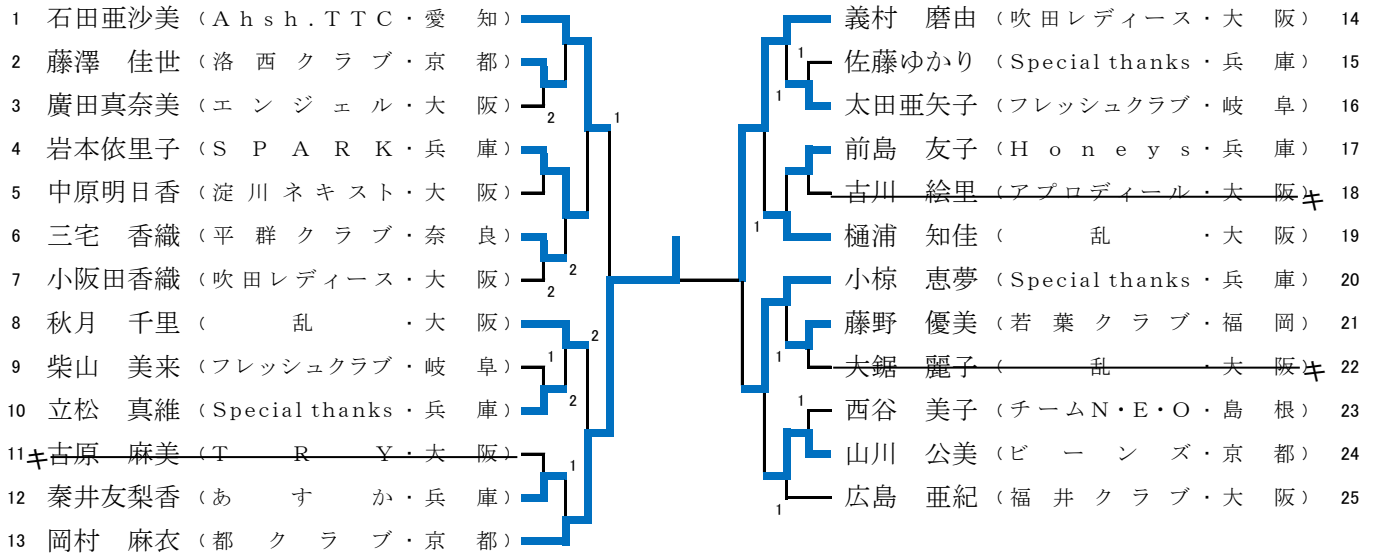 1 石田亜沙美（Ahsh.TTC・愛知）
2 藤澤 佳世（洛西クラブ・京都）
3 廣田真奈美（エンジェル・大阪）
4 岩本依里子（SPARK・兵庫）
5 中原明日香（淀川ネキスト・大阪）
6 三宅 香織（平群クラブ・奈良）
7 小阪田香織（吹田レディース・大阪）
8 秋月 千里（乱・大阪）
9 柴山 美来（フレッシュクラブ・岐阜）
10 立松 真維（Special thanks・兵庫）
11 キ 古原 麻美（TRY・大阪）
12 秦井友梨香（あすか・兵庫）
13 岡村 麻衣（都クラブ・京都）
2
1
2
2
2
2
1
2
1
義村 磨由（吹田レディース・大阪） 14
佐藤ゆかり（Special thanks・兵庫） 15
太田亜矢子（フレッシュクラブ・岐阜） 16
前島 友子（Honeys・兵庫） 17
古川 絵里（アプロディール・大阪） キ 18
樋浦 知佳（乱・大阪） 19
小椋 恵夢（Special thanks・兵庫） 20
藤野 優美（若葉クラブ・福岡） 21
大鋸 麗子（乱・大阪） キ 22
西谷 美子（チームN・E・O・島根） 23
山川 公美（ビーンズ・京都） 24
広島 亜紀（福井クラブ・大阪） 25
1
1
1
1
1
1